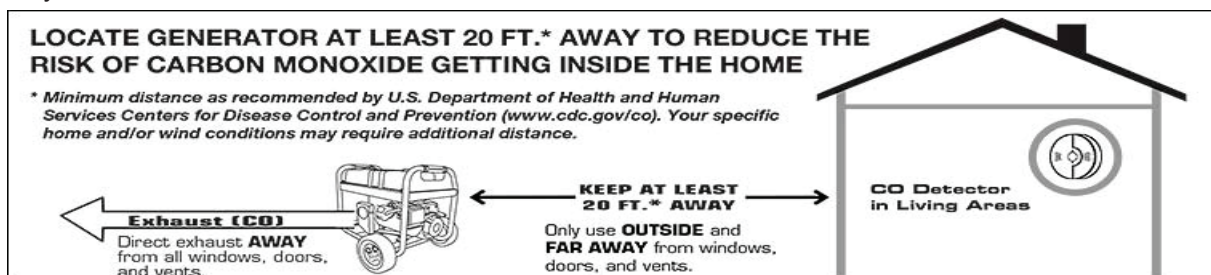 LOCATE GENERATOR AT LEAST 20 FT.* AWAY TO REDUCE THE
RISK OF CARBON MONOXIDE GETTING INSIDE THE HOME
* Minimum distance as recommended by U.S. Department of Health and Human
Services Centers for Disease Control and Prevention (www.cdc.gov/co). Your specific
home and/or wind conditions may require additional distance.
Exhaust (CO)
Direct exhaust AWAY
from all windows, doors,
and vents.
KEEP AT LEAST
20 FT.* AWAY
Only use OUTSIDE and
FAR AWAY from windows,
doors, and vents.
CO Detector
in Living Areas